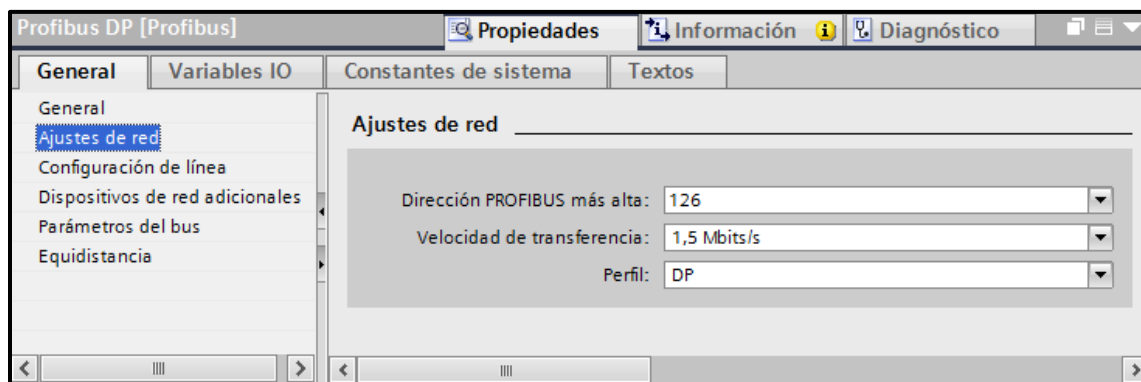 Profibus DP [Profibus]
Propiedades
Información
Diagnóstico
General
Variables IO
Constantes de sistema
Textos
General
Ajustes de red
Configuración de línea
Dispositivos de red adicionales
Parámetros del bus
Equidistancia
Ajustes de red
Dirección PROFIBUS más alta: 126
Velocidad de transferencia: 1,5 Mbits/s
Perfil: DP